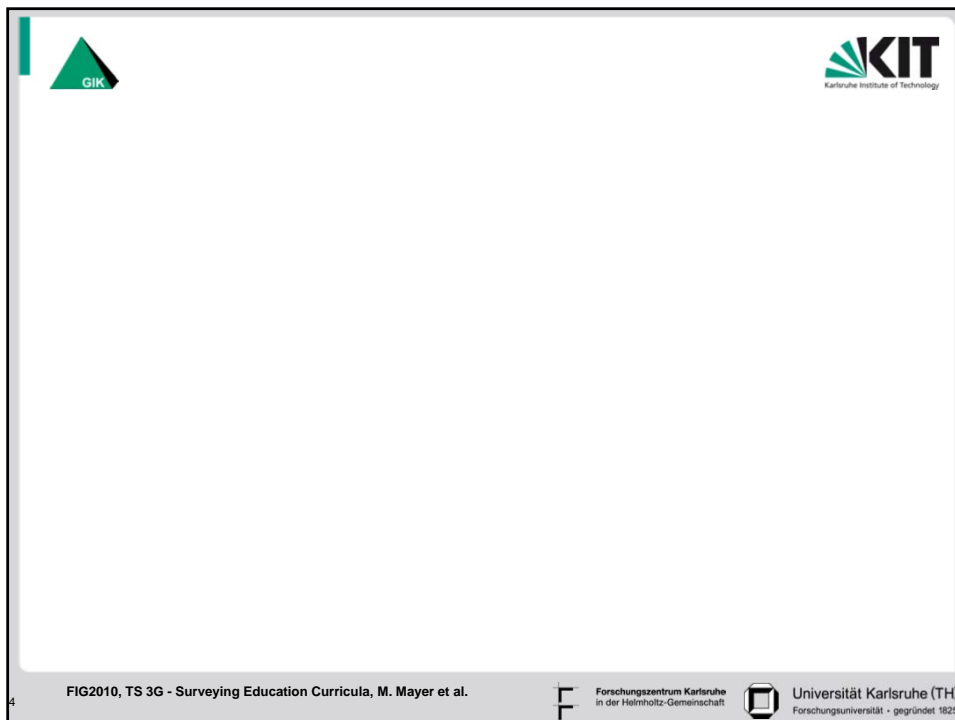 GIK
KIT
Karlsruhe Institute of Technology
FIG2010, TS 3G - Surveying Education Curricula, M. Mayer et al.
4
Forschungszentrum Karlsruhe
in der Helmholtz-Gemeinschaft
Universität Karlsruhe (TH)
Forschungsuniversität · gegründet 1825